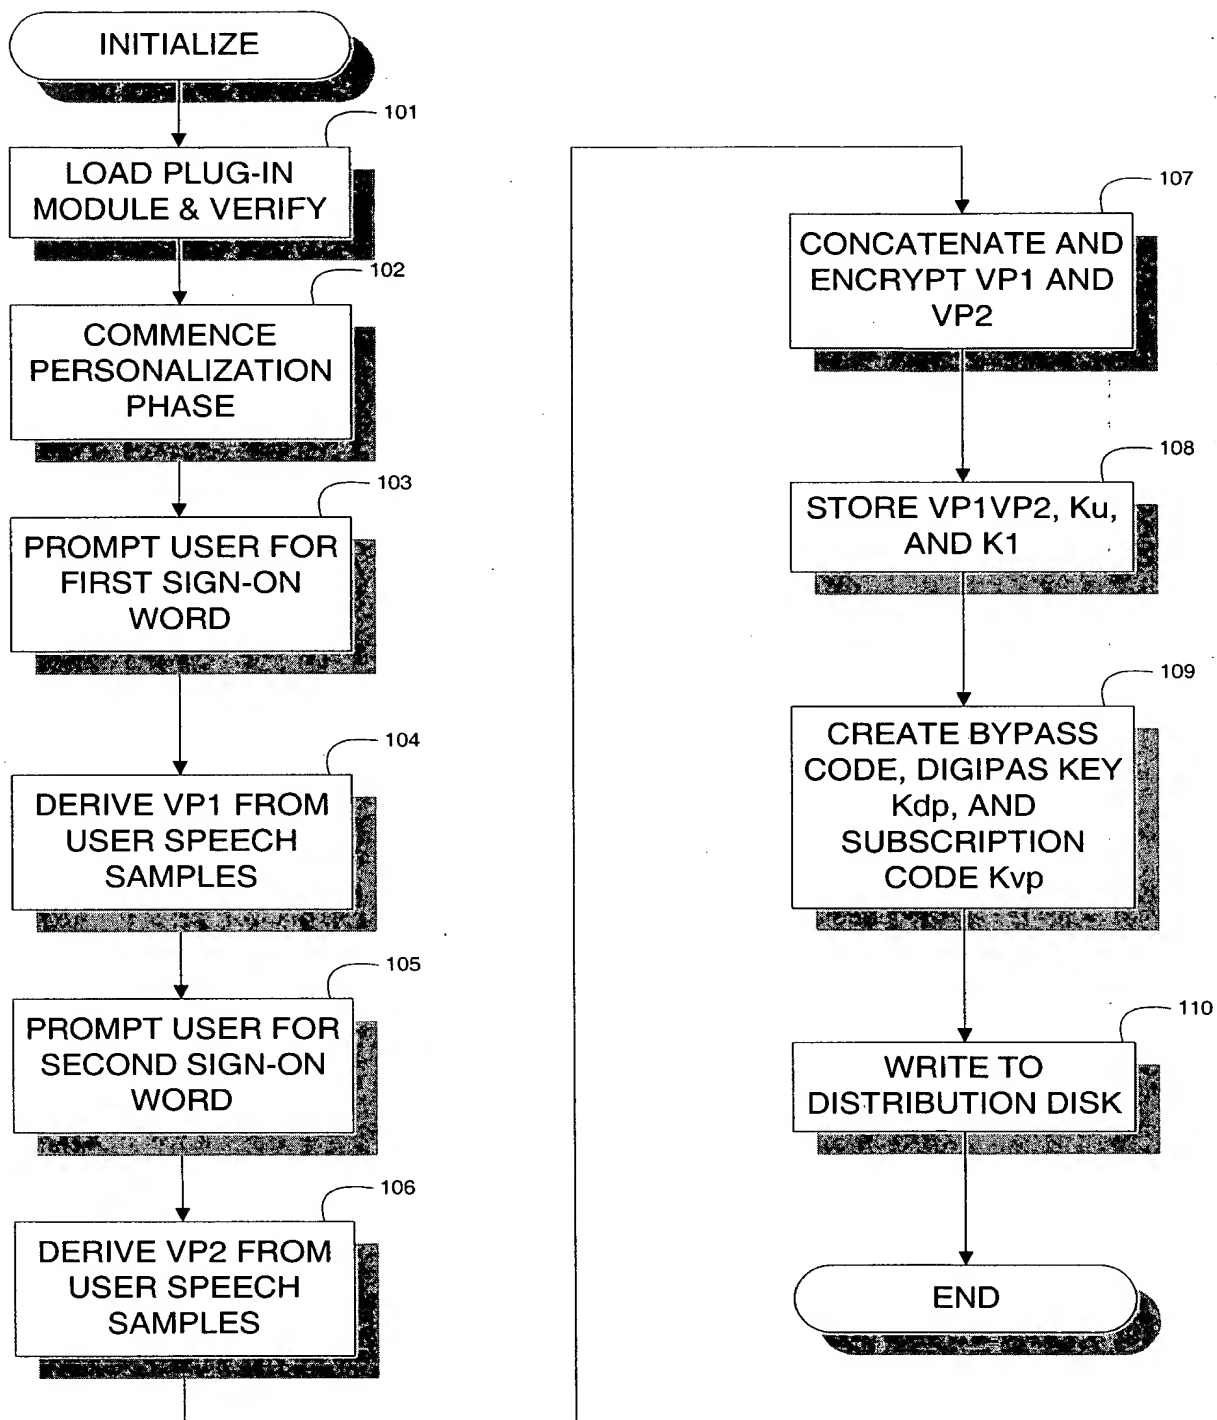 INITIALIZE
101
LOAD PLUG-IN
MODULE & VERIFY
102
COMMENCE
PERSONALIZATION
PHASE
103
PROMPT USER FOR
FIRST SIGN-ON
WORD
104
DERIVE VP1 FROM
USER SPEECH
SAMPLES
105
PROMPT USER FOR
SECOND SIGN-ON
WORD
106
DERIVE VP2 FROM
USER SPEECH
SAMPLES
107
CONCATENATE AND
ENCRYPT VP1 AND
VP2
108
STORE VP1VP2, Ku,
AND K1
109
CREATE BYPASS
CODE, DIGIPAS KEY
Kdp, AND
SUBSCRIPTION
CODE Kvp
110
WRITE TO
DISTRIBUTION DISK
END